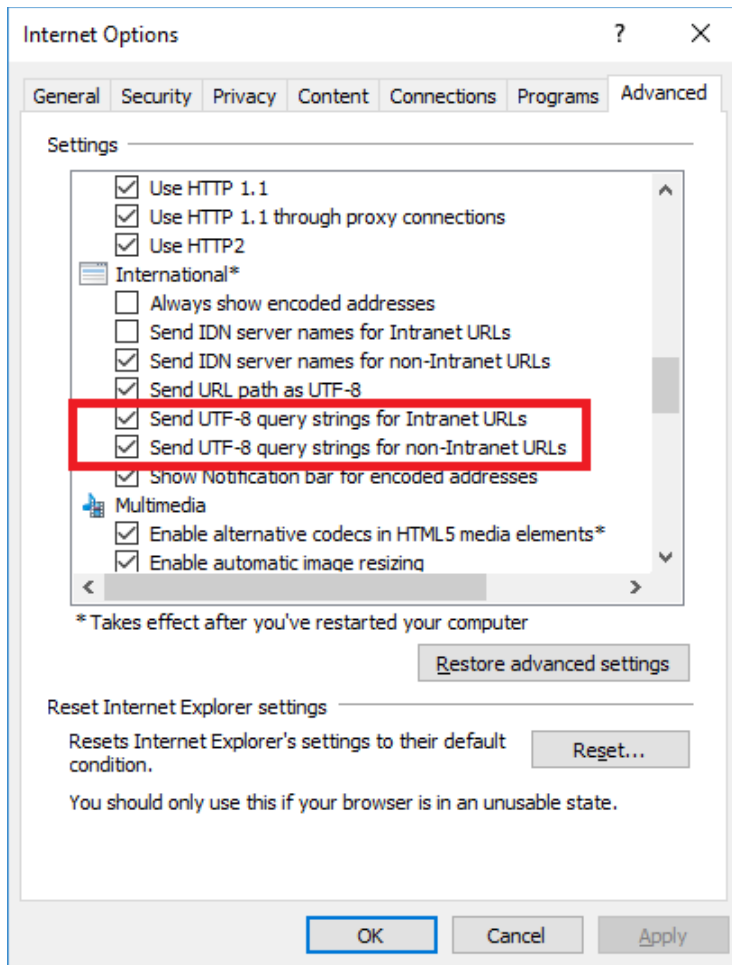 Internet Options
?
General Security Privacy Content Connections Programs Advanced
Settings
Use HTTP 1.1
Use HTTP 1.1 through proxy connections
Use HTTP2
International*
Always show encoded addresses
Send IDN server names for Intranet URLs
Send IDN server names for non-Intranet URLs
Send URL path as UTF-8
Send UTF-8 query strings for Intranet URLs
Send UTF-8 query strings for non-Intranet URLs
Show Notification bar for encoded addresses
Multimedia
Enable alternative codecs in HTML5 media elements*
Enable automatic image resizing
*Takes effect after you've restarted your computer
Restore advanced settings
Reset Internet Explorer settings
Resets Internet Explorer's settings to their default
condition.
Reset...
You should only use this if your browser is in an unusable state.
OK Cancel Apply